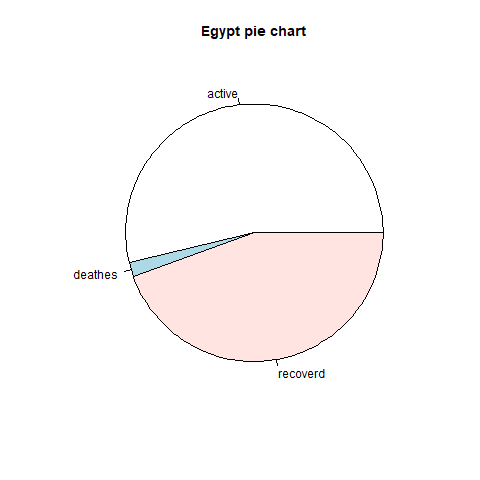 Egypt pie chart
active
deathes
recoverd